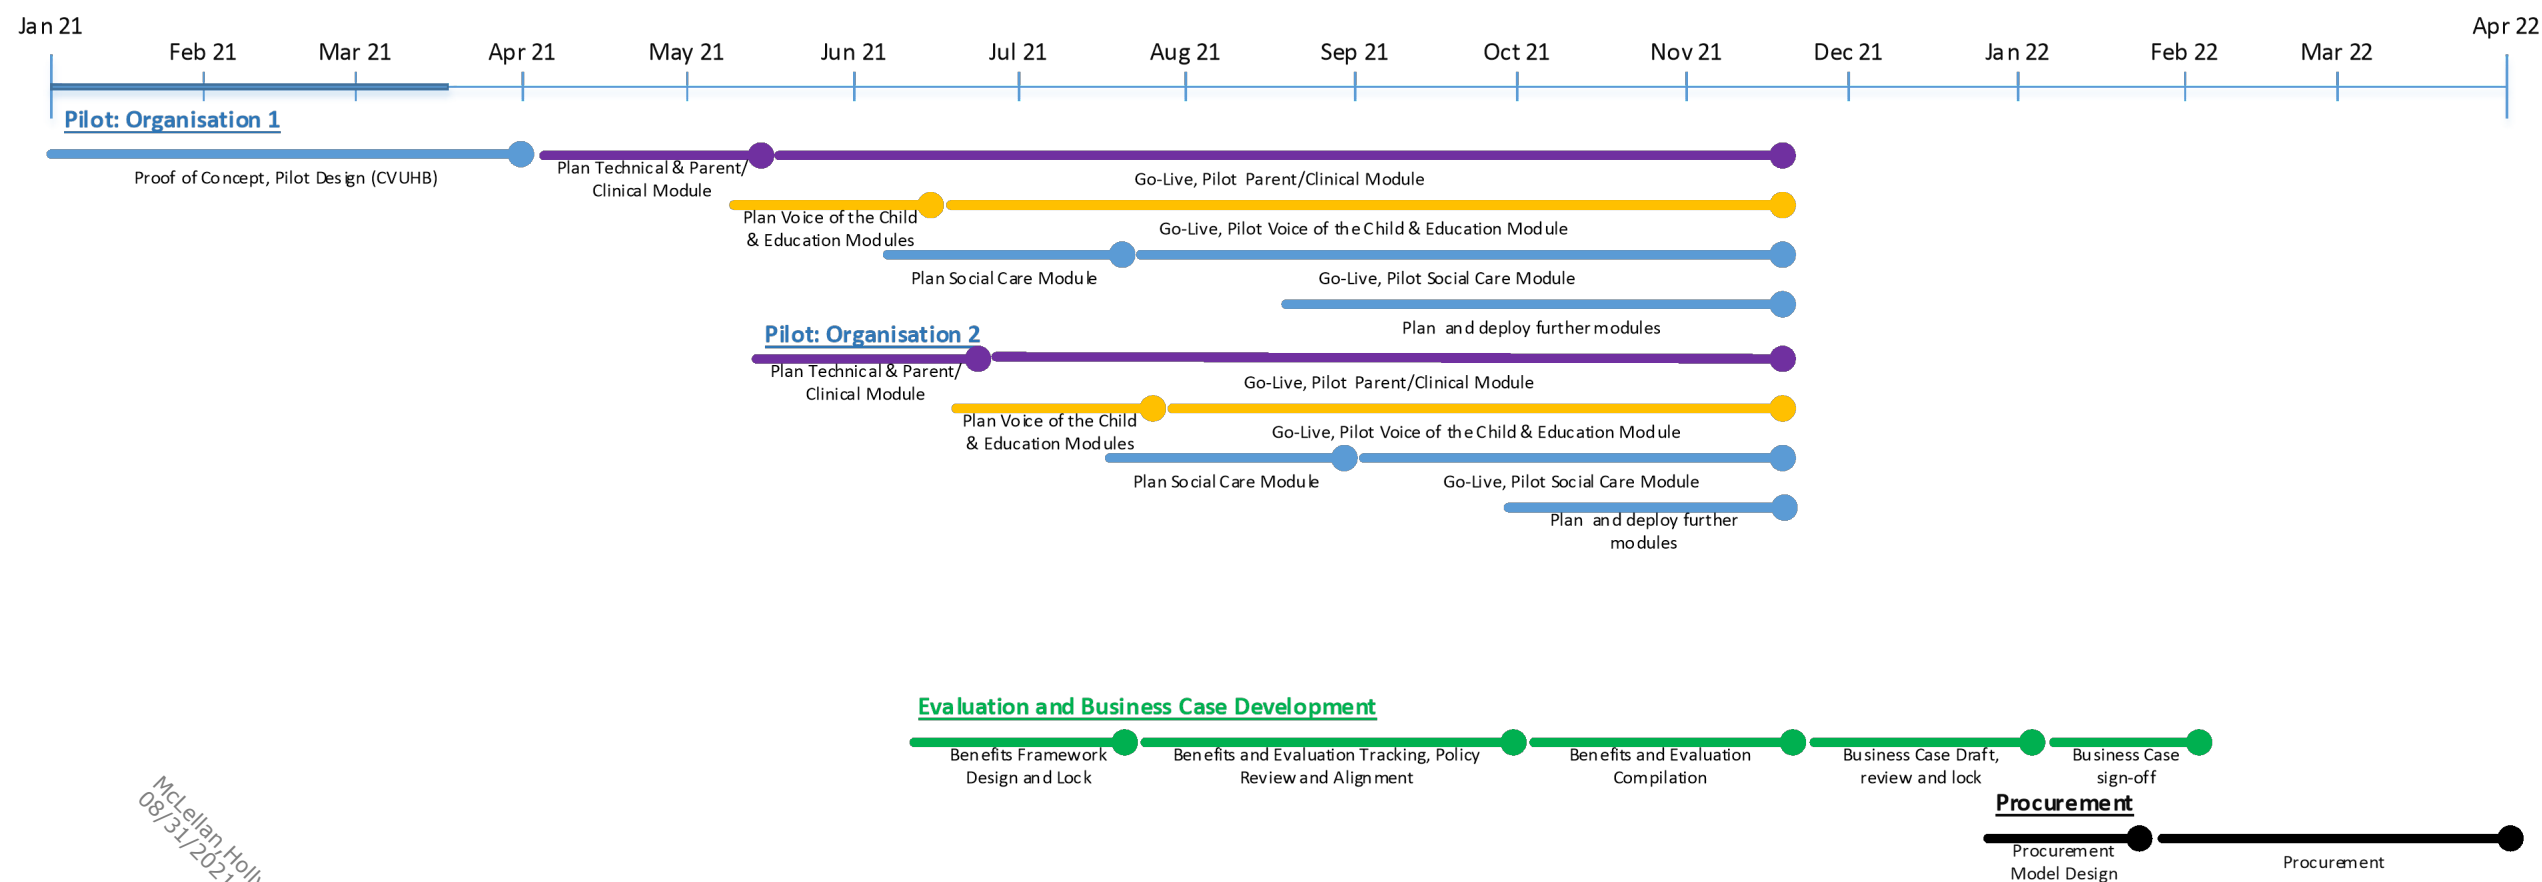 Jan 21
Feb 21
Mar 21
Apr 21
May 21
Jun 21
Jul 21
Aug 21
Sep 21
Oct 21
Nov 21
Dec 21
Jan 22
Feb 22
Mar 22
Apr 22
Pilot: Organisation 1
Proof of Concept, Pilot Design (CVUHB)
Plan Technical & Parent/
Clinical Module
Go-Live, Pilot Parent/Clinical Module
Plan Voice of the Child
& Education Modules
Go-Live, Pilot Voice of the Child & Education Module
Plan Social Care Module
Go-Live, Pilot Social Care Module
Plan and deploy further modules
Pilot: Organisation 2
Plan Technical & Parent/
Clinical Module
Go-Live, Pilot Parent/Clinical Module
Plan Voice of the Child
& Education Modules
Go-Live, Pilot Voice of the Child & Education Module
Plan Social Care Module
Go-Live, Pilot Social Care Module
Plan and deploy further
modules
Evaluation and Business Case Development
Benefits Framework
Design and Lock
Benefits and Evaluation Tracking, Policy
Review and Alignment
Benefits and Evaluation
Compilation
Business Case Draft,
review and lock
Business Case
sign-off
Procurement
Procurement
Model Design
Procurement
McLellan,Holly
08/31/2021